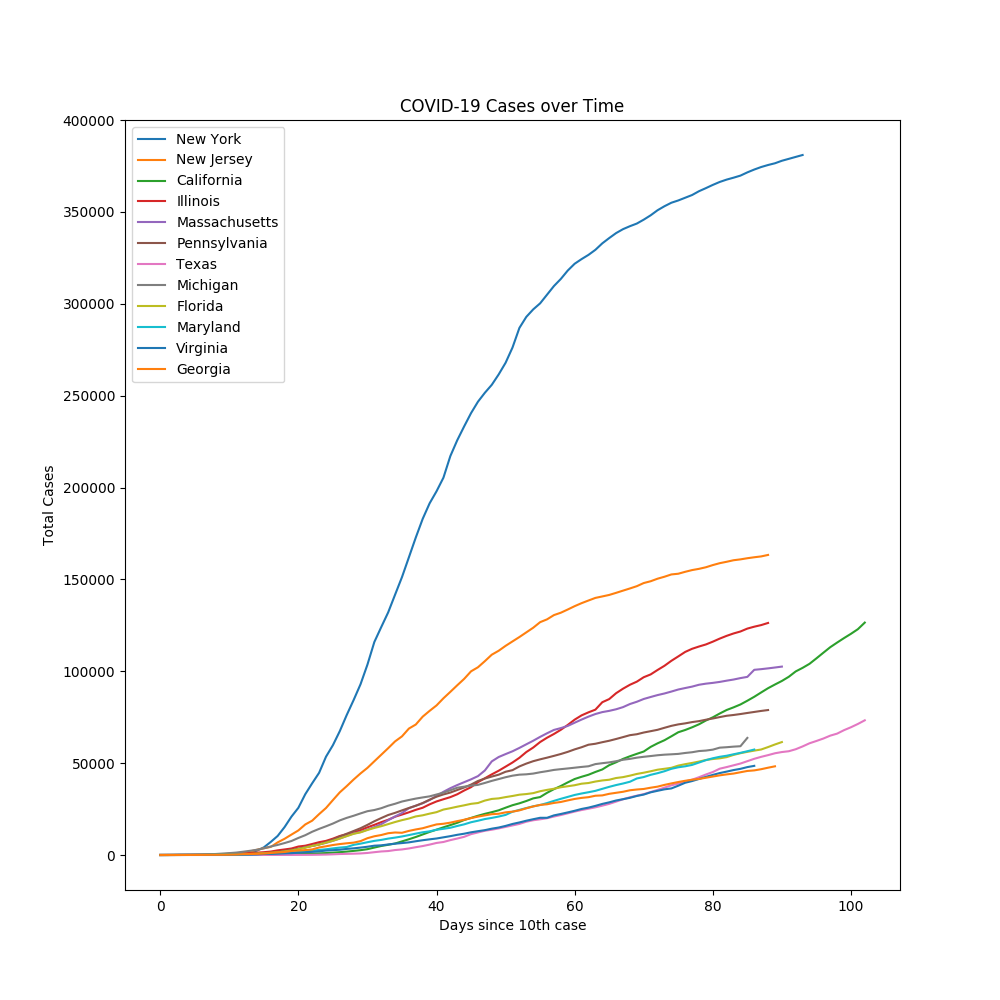 COVID-19 Cases over Time
400000
350000
300000
250000
200000
150000
100000
50000
0
Total Cases
New York
New Jersey
California
Illinois
Massachusetts
Pennsylvania
Texas
Michigan
Florida
Maryland
Virginia
Georgia
0 20 40 60 80 100
Days since 10th case